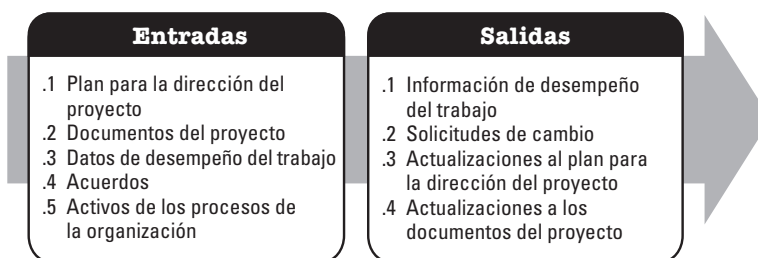 Entradas
.1 Plan para la dirección del
proyecto
.2 Documentos del proyecto
.3 Datos de desempeño del trabajo
.4 Acuerdos
.5 Activos de los procesos de
la organización
Salidas
.1 Información de desempeño
del trabajo
.2 Solicitudes de cambio
.3 Actualizaciones al plan para
la dirección del proyecto
.4 Actualizaciones a los
documentos del proyecto